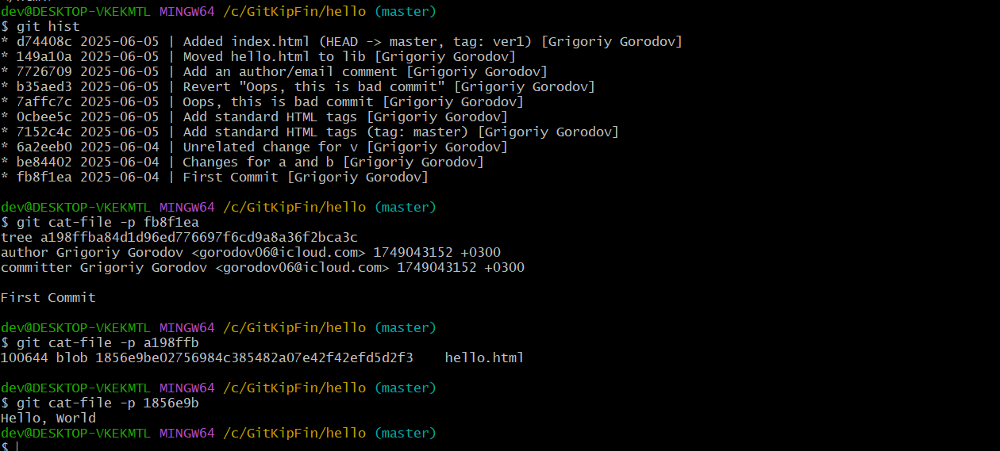 dev@DESKTOP-VKEKMTL MINGW64 /c/GitKipFin/hello (master)
$ git hist
* d74408c 2025-06-05 | Added index.html (HEAD -> master, tag: ver1) [Grigoriy Gorodov]
* 149a10a 2025-06-05 | Moved hello.html to lib [Grigoriy Gorodov]
* 7726709 2025-06-05 | Add an author/email comment [Grigoriy Gorodov]
* b35aed3 2025-06-05 | Revert "Oops, this is bad commit" [Grigoriy Gorodov]
* 7affc7c 2025-06-05 | Oops, this is bad commit [Grigoriy Gorodov]
* 0cbee5c 2025-06-05 | Add standard HTML tags [Grigoriy Gorodov]
* 7152c4c 2025-06-05 | Add standard HTML tags (tag: master) [Grigoriy Gorodov]
* 6a2eeb0 2025-06-04 | Unrelated change for v [Grigoriy Gorodov]
* be84402 2025-06-04 | Changes for a and b [Grigoriy Gorodov]
* fb8f1ea 2025-06-04 | First Commit [Grigoriy Gorodov]

dev@DESKTOP-VKEKMTL MINGW64 /c/GitKipFin/hello (master)
$ git cat-file -p fb8f1ea
tree a198ffba84d1d96ed776697f6cd9a8a36f2bca3c
author Grigoriy Gorodov <gorodov06@icloud.com> 1749043152 +0300
committer Grigoriy Gorodov <gorodov06@icloud.com> 1749043152 +0300

First Commit

dev@DESKTOP-VKEKMTL MINGW64 /c/GitKipFin/hello (master)
$ git cat-file -p a198ffb
100644 blob 1856e9be02756984c385482a07e42f42efd5d2f3    hello.html

dev@DESKTOP-VKEKMTL MINGW64 /c/GitKipFin/hello (master)
$ git cat-file -p 1856e9b
Hello, World
dev@DESKTOP-VKEKMTL MINGW64 /c/GitKipFin/hello (master)
$